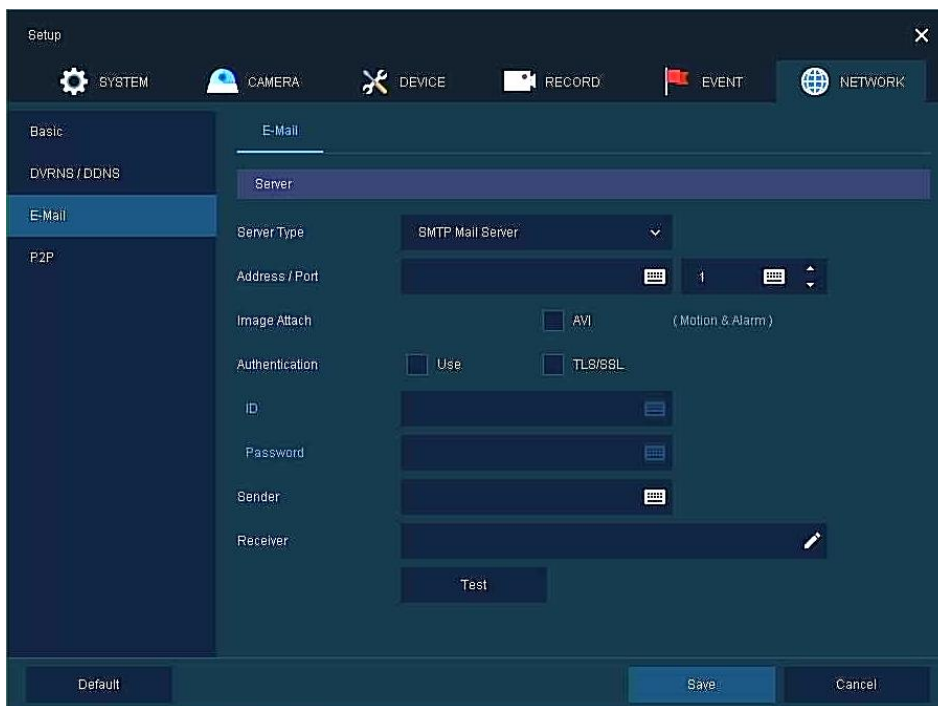 Setup
SYSTEM CAMERA DEVICE RECORD EVENT NETWORK
Basic
E-Mail
DVRNS / DDNS
Server
E-Mail
Server Type SMTP Mail Server
P2P
Address / Port 1
Image Attach AVI ( Motion & Alarm )
Authentication Use TLS/SSL
ID
Password
Sender
Receiver
Test
Default Save Cancel